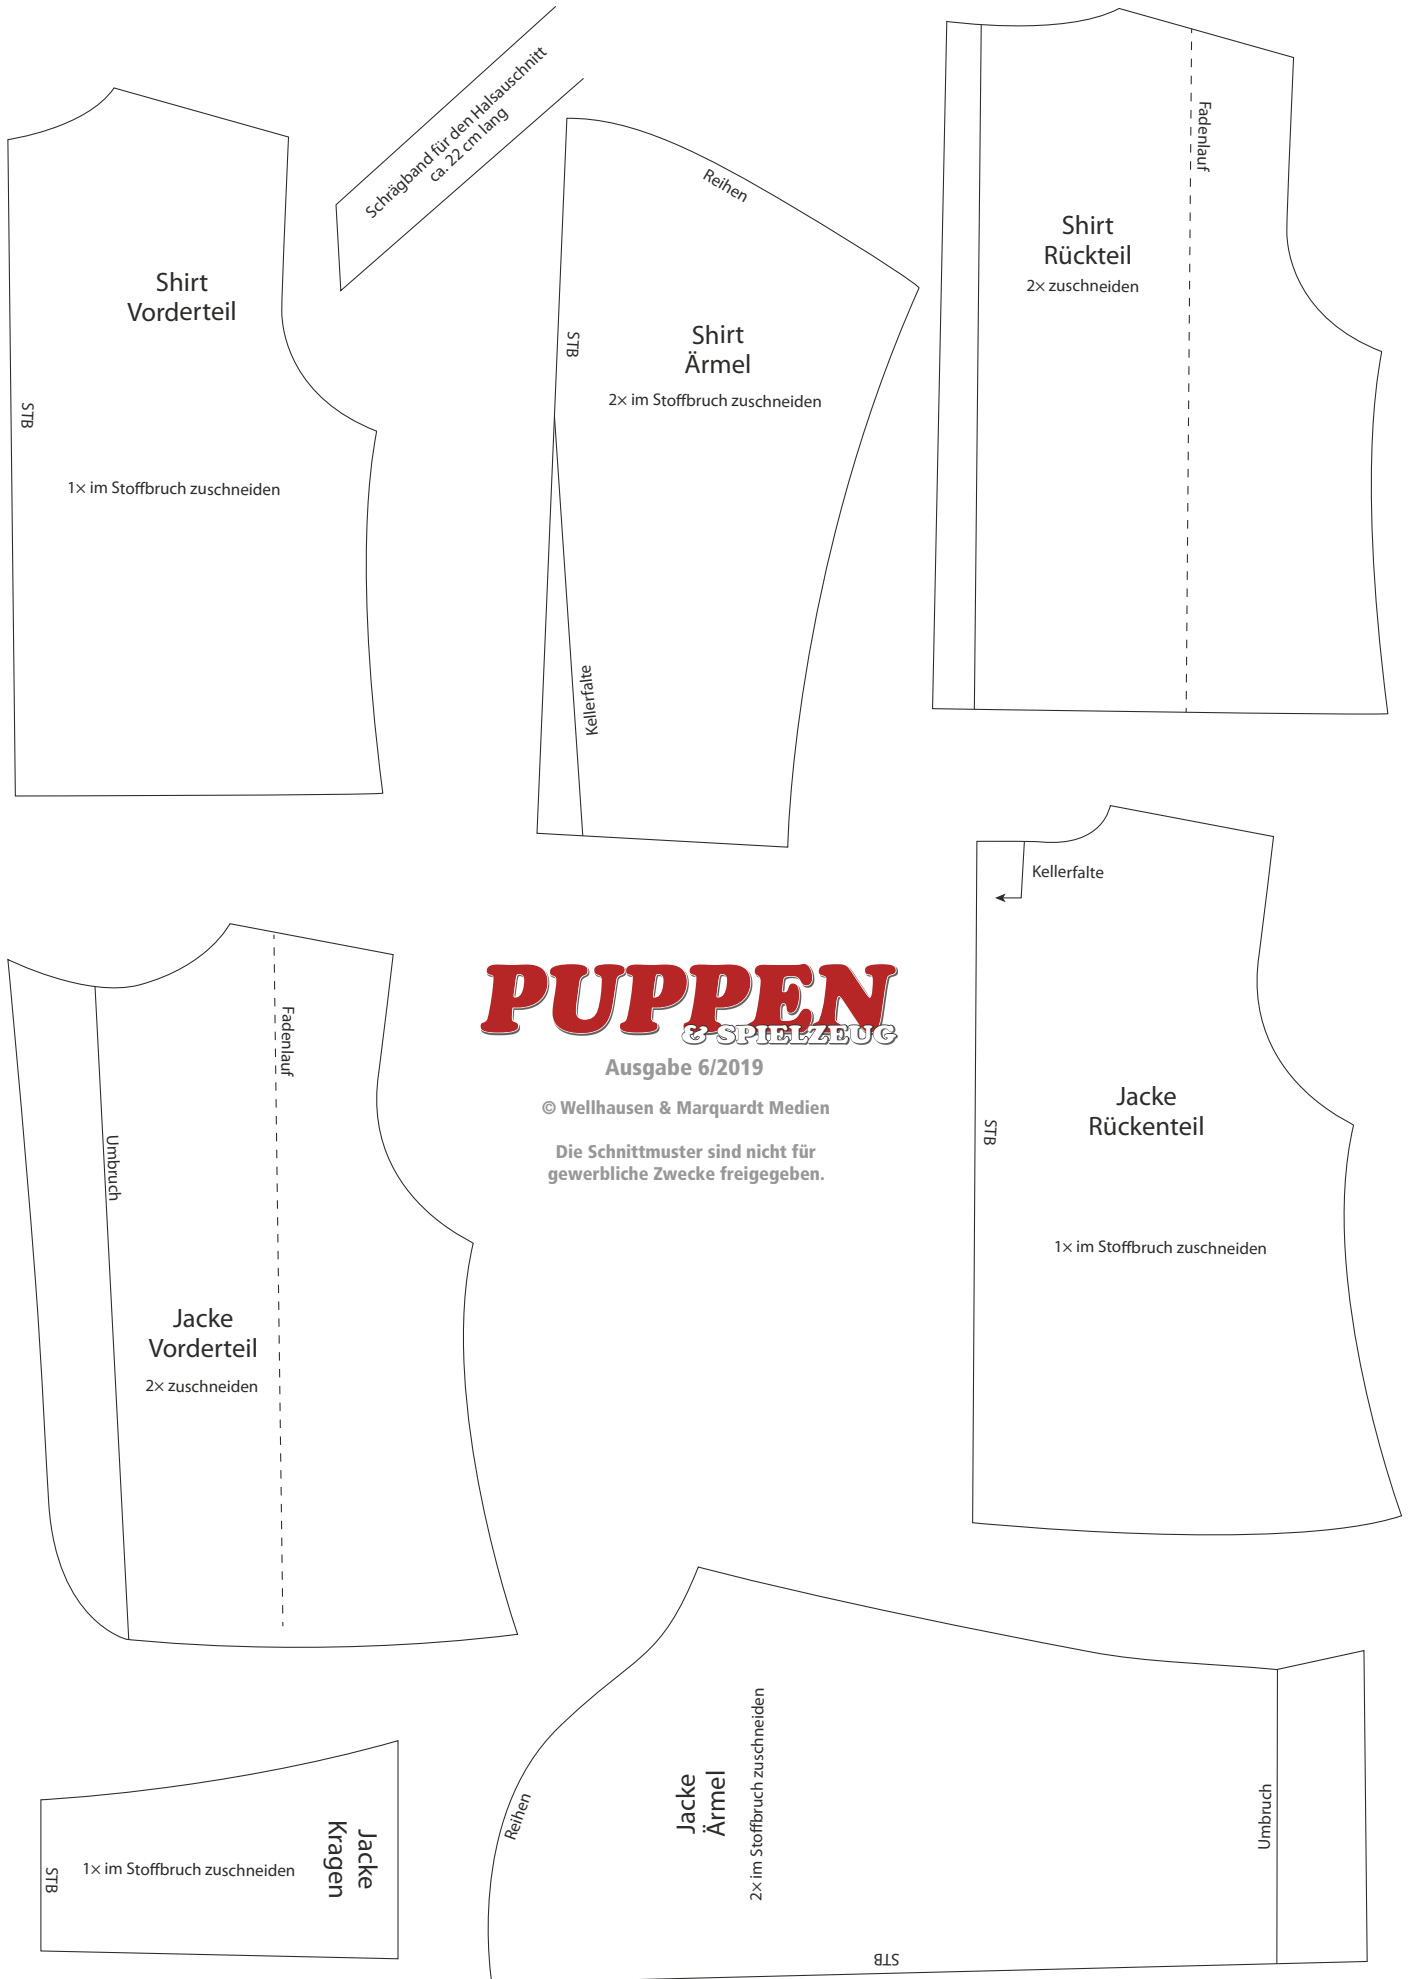 Schrägband für den Halsauschnitt
ca. 22 cm lang
Shirt
Vorderteil
STB
1× im Stoffbruch zuschneiden
Reihen
STB
Shirt
Ärmel
2× im Stoffbruch zuschneiden
Kellerfalte
Fadenlauf
Shirt
Rückteil
2× zuschneiden
Kellerfalte
STB
Jacke
Rückenteil
1× im Stoffbruch zuschneiden
PUPPEN
& SPIELZEUG
Ausgabe 6/2019
© Wellhausen & Marquardt Medien
Die Schnittmuster sind nicht für
gewerbliche Zwecke freigegeben.
Fadenlauf
Umbruch
Jacke
Vorderteil
2× zuschneiden
STB
1× im Stoffbruch zuschneiden
Jacke
Kragen
Reihen
Jacke
Ärmel
2× im Stoffbruch zuschneiden
Umbruch
STB